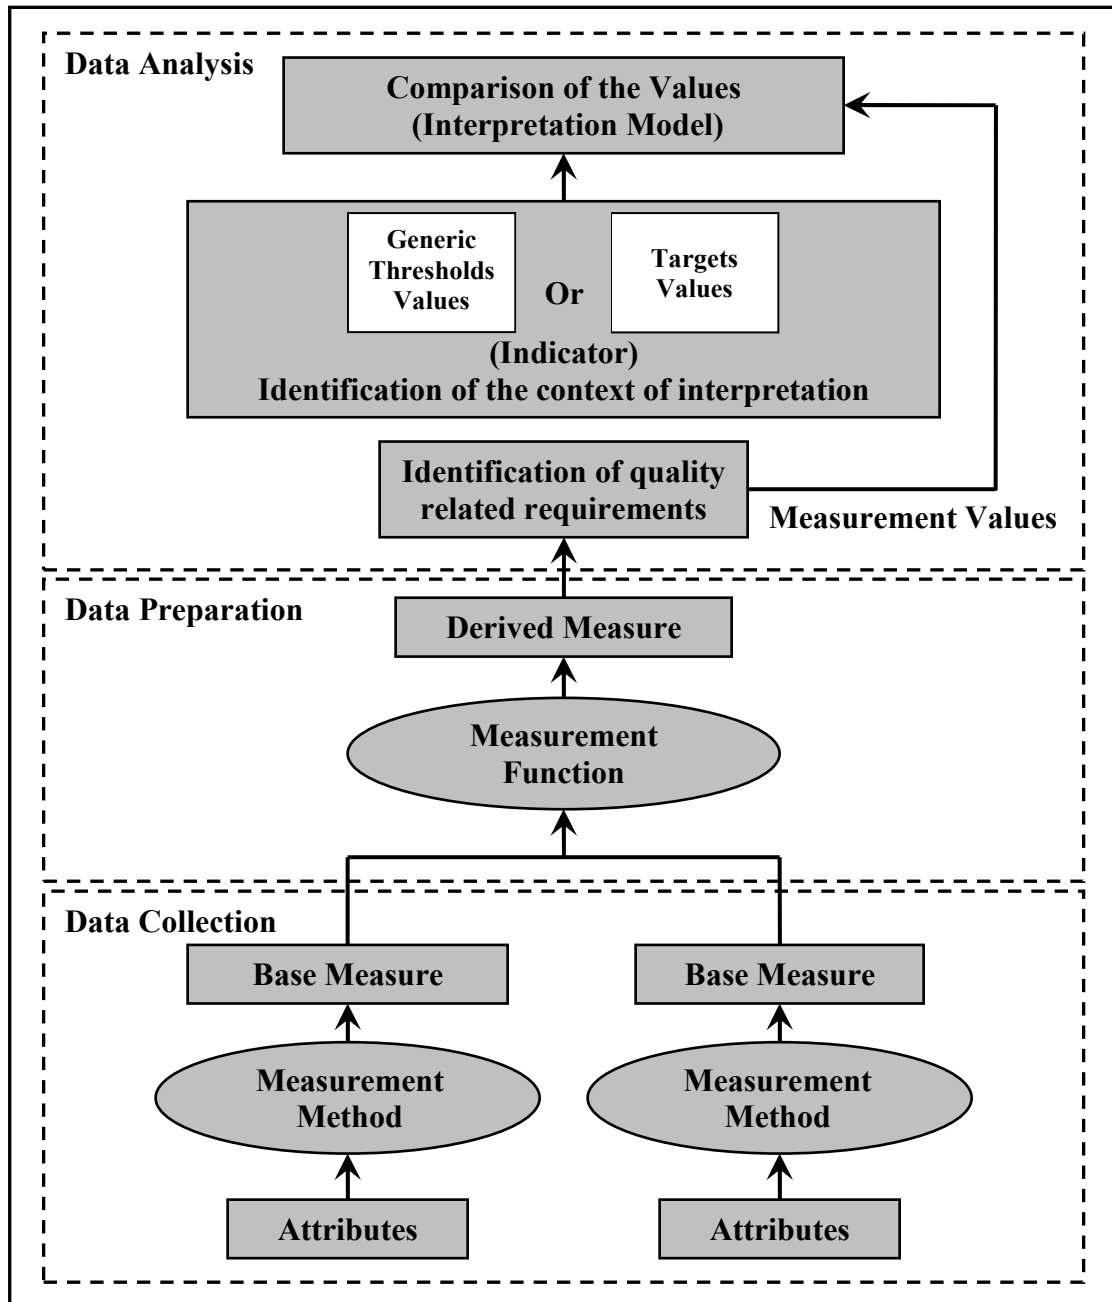 Data Analysis
Comparison of the Values
(Interpretation Model)
Generic
Thresholds
Values
Or
Targets
Values
(Indicator)
Identification of the context of interpretation
Identification of quality
related requirements
Measurement Values
Data Preparation
Derived Measure
Measurement
Function
Data Collection
Base Measure
Base Measure
Measurement
Method
Measurement
Method
Attributes
Attributes